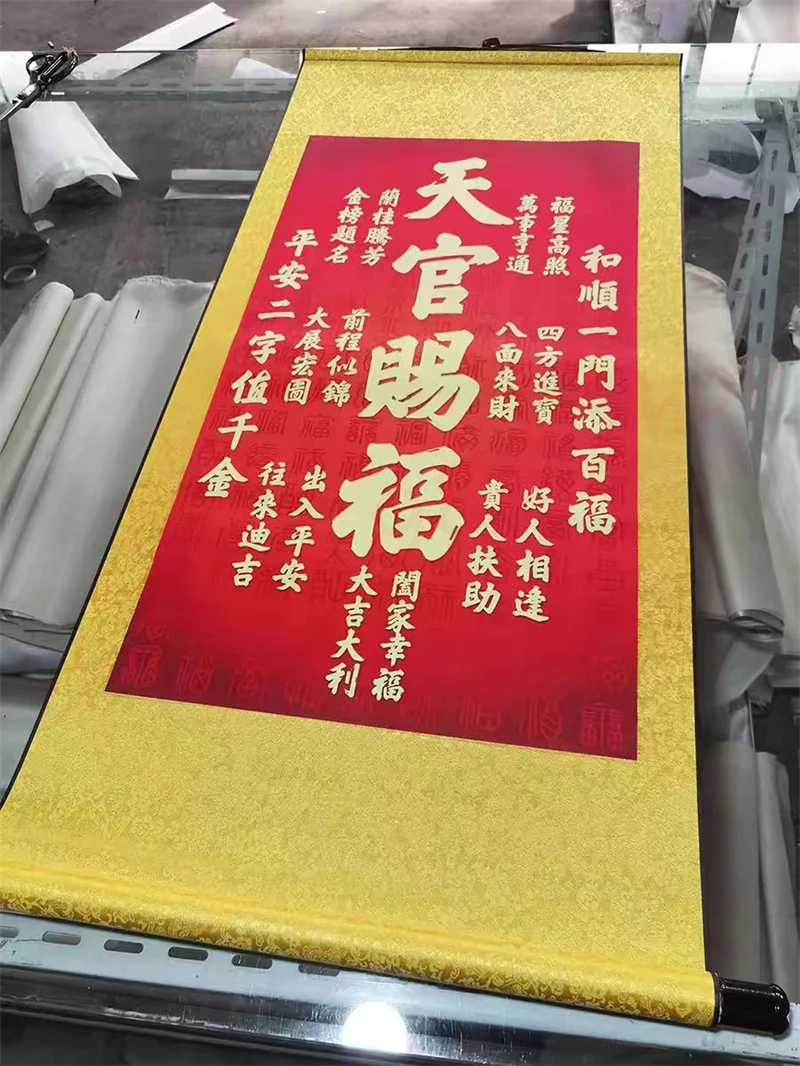 和順一門添百福
福星高照
萬事亨通
四方進寶
八面來財
好人相逢
貴人扶助
天官賜福
闔家幸福
大吉大利
蘭桂騰芳
金榜題名
前程似錦
大展宏圖
出入平安
往來迪吉
平安二字值千金